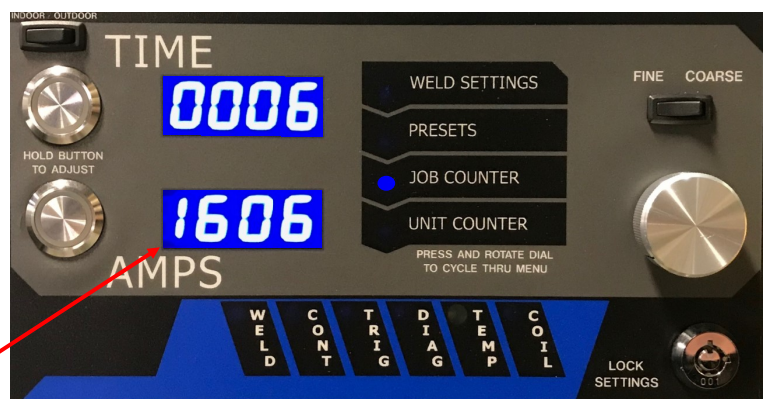 INDOOR / OUTDOOR
TIME
0006
HOLD BUTTON
TO ADJUST
1606
AMPS
WELD SETTINGS
PRESETS
JOB COUNTER
UNIT COUNTER
PRESS AND ROTATE DIAL
TO CYCLE THRU MENU
FINE COARSE
WELD
CONT
TRIG
DIAG
TEMP
COIL
LOCK
SETTINGS
001